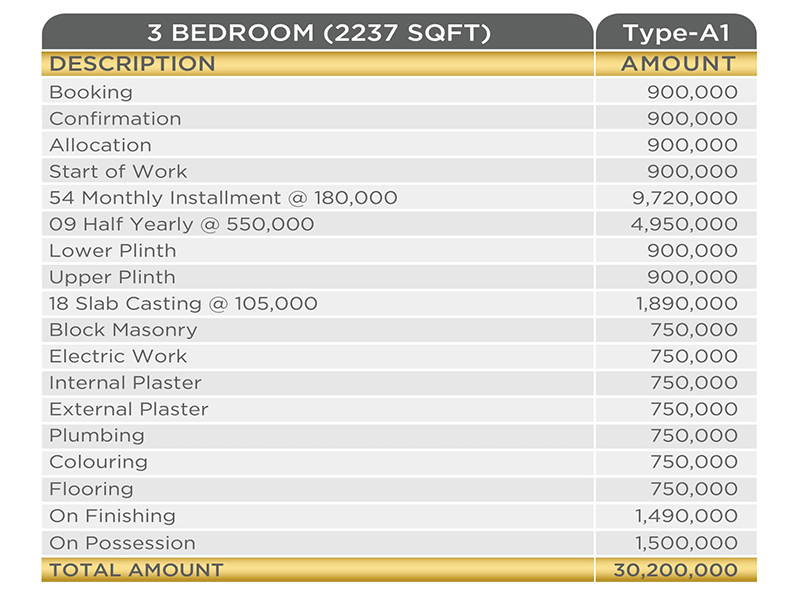 3 BEDROOM (2237 SQFT) Type-A1
DESCRIPTION AMOUNT
Booking 900,000
Confirmation 900,000
Allocation 900,000
Start of Work 900,000
54 Monthly Installment @ 180,000 9,720,000
09 Half Yearly @ 550,000 4,950,000
Lower Plinth 900,000
Upper Plinth 900,000
18 Slab Casting @ 105,000 1,890,000
Block Masonry 750,000
Electric Work 750,000
Internal Plaster 750,000
External Plaster 750,000
Plumbing 750,000
Colouring 750,000
Flooring 750,000
On Finishing 1,490,000
On Possession 1,500,000
TOTAL AMOUNT 30,200,000